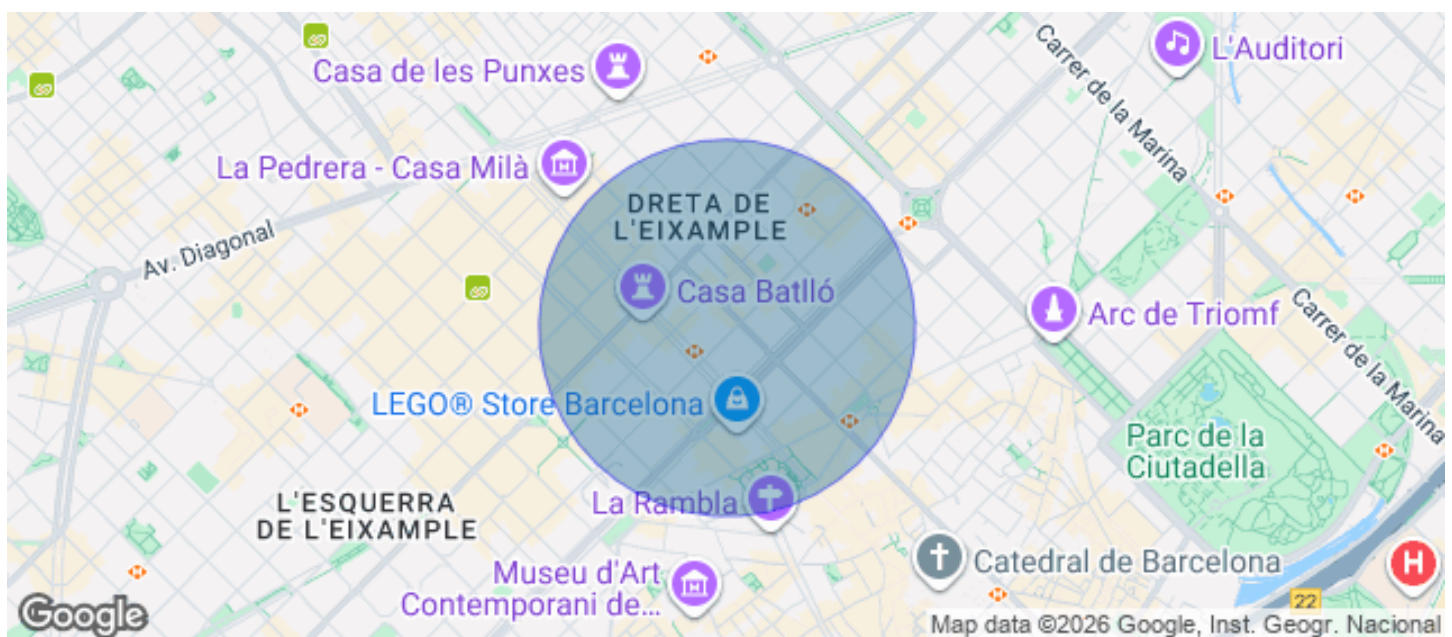 Casa de les Punxes
L'Auditori
Carrer de la Marina
La Pedrera - Casa Milà
DRETA DE
L'EIXAMPLE
Av. Diagonal
Casa Batlló
Arc de Triomf
Carrer de la Marina
LEGO® Store Barcelona
Parc de la
Ciutadella
La Rambla
L'ESQUERRA
DE L'EIXAMPLE
Catedral de Barcelona
H
Museu d'Art
Contemporani de...
22
Google
Map data ©2026 Google, Inst. Geogr. Nacional